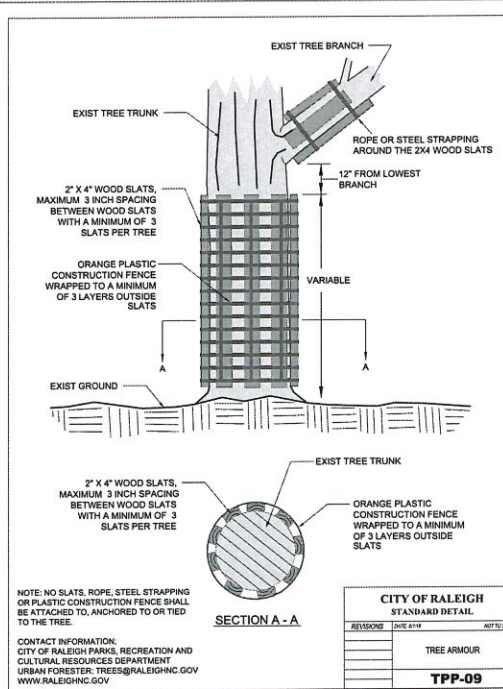 EXIST TREE BRANCH
EXIST TREE TRUNK
ROPE OR STEEL STRAPPING
AROUND THE 2X4 WOOD SLATS
12" FROM LOWEST
BRANCH
2" X 4" WOOD SLATS,
MAXIMUM 3 INCH SPACING
BETWEEN WOOD SLATS
WITH A MINIMUM OF 3
SLATS PER TREE
ORANGE PLASTIC
CONSTRUCTION FENCE
WRAPPED TO A MINIMUM
OF 3 LAYERS OUTSIDE
SLATS
VARIABLE
A
A
EXIST GROUND
EXIST TREE TRUNK
2" X 4" WOOD SLATS,
MAXIMUM 3 INCH SPACING
BETWEEN WOOD SLATS
WITH A MINIMUM OF 3
SLATS PER TREE
ORANGE PLASTIC
CONSTRUCTION FENCE
WRAPPED TO A MINIMUM
OF 3 LAYERS OUTSIDE
SLATS
SECTION A - A
NOTE: NO SLATS, ROPE, STEEL STRAPPING
OR PLASTIC CONSTRUCTION FENCE SHALL
BE ATTACHED TO, ANCHORED TO OR TIED
TO THE TREE.
CONTACT INFORMATION:
CITY OF RALEIGH PARKS, RECREATION AND
CULTURAL RESOURCES DEPARTMENT
URBAN FORESTER: TREES@RALEIGHNC.GOV
WWW.RALEIGHNC.GOV
CITY OF RALEIGH
STANDARD DETAIL
REVISIONS DATE NOT TO
TREE ARMOUR
TPP-09